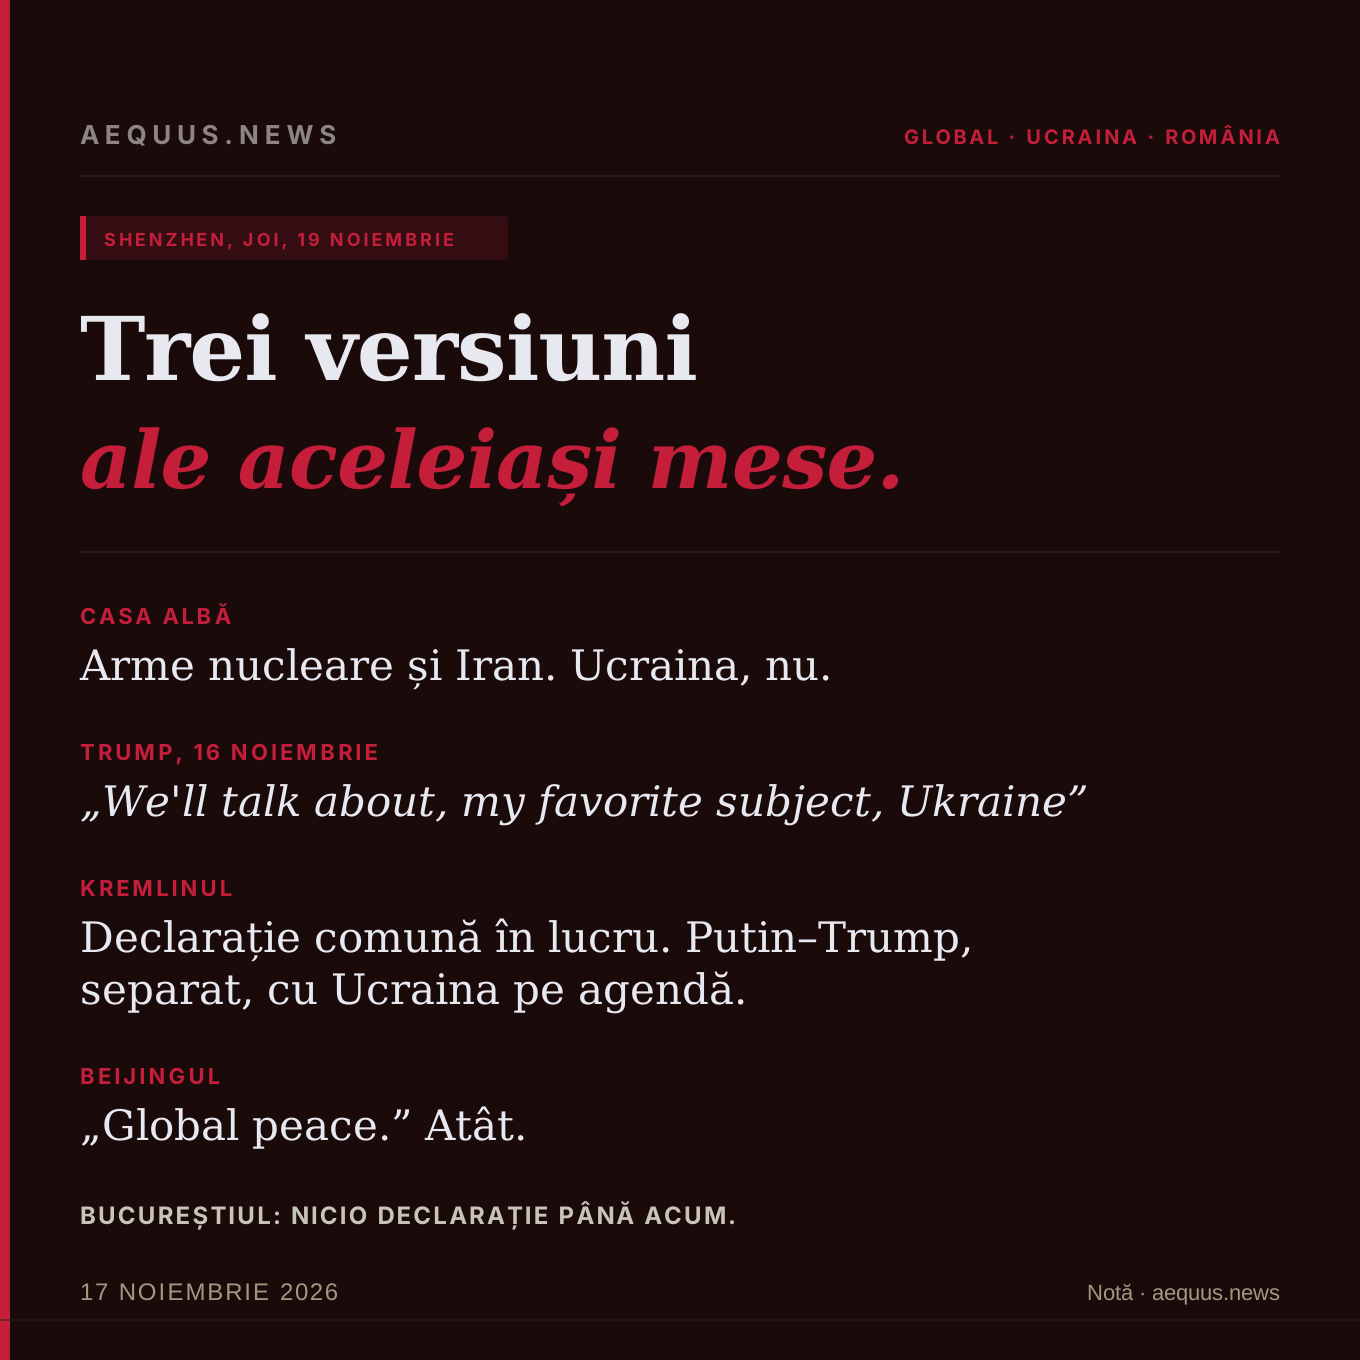 AEQUUS.NEWS
GLOBAL · UCRAINA · ROMÂNIA
SHENZHEN, JOI, 19 NOIEMBRIE
Trei versiuni
ale aceleiași mese.
CASA ALBĂ
Arme nucleare și Iran. Ucraina, nu.
TRUMP, 16 NOIEMBRIE
„We'll talk about, my favorite subject, Ukraine”
KREMLINUL
Declarație comună în lucru. Putin–Trump,
separat, cu Ucraina pe agendă.
BEIJINGUL
„Global peace.” Atât.
BUCUREȘTIUL: NICIO DECLARAȚIE PÂNĂ ACUM.
17 NOIEMBRIE 2026
Notă · aequus.news